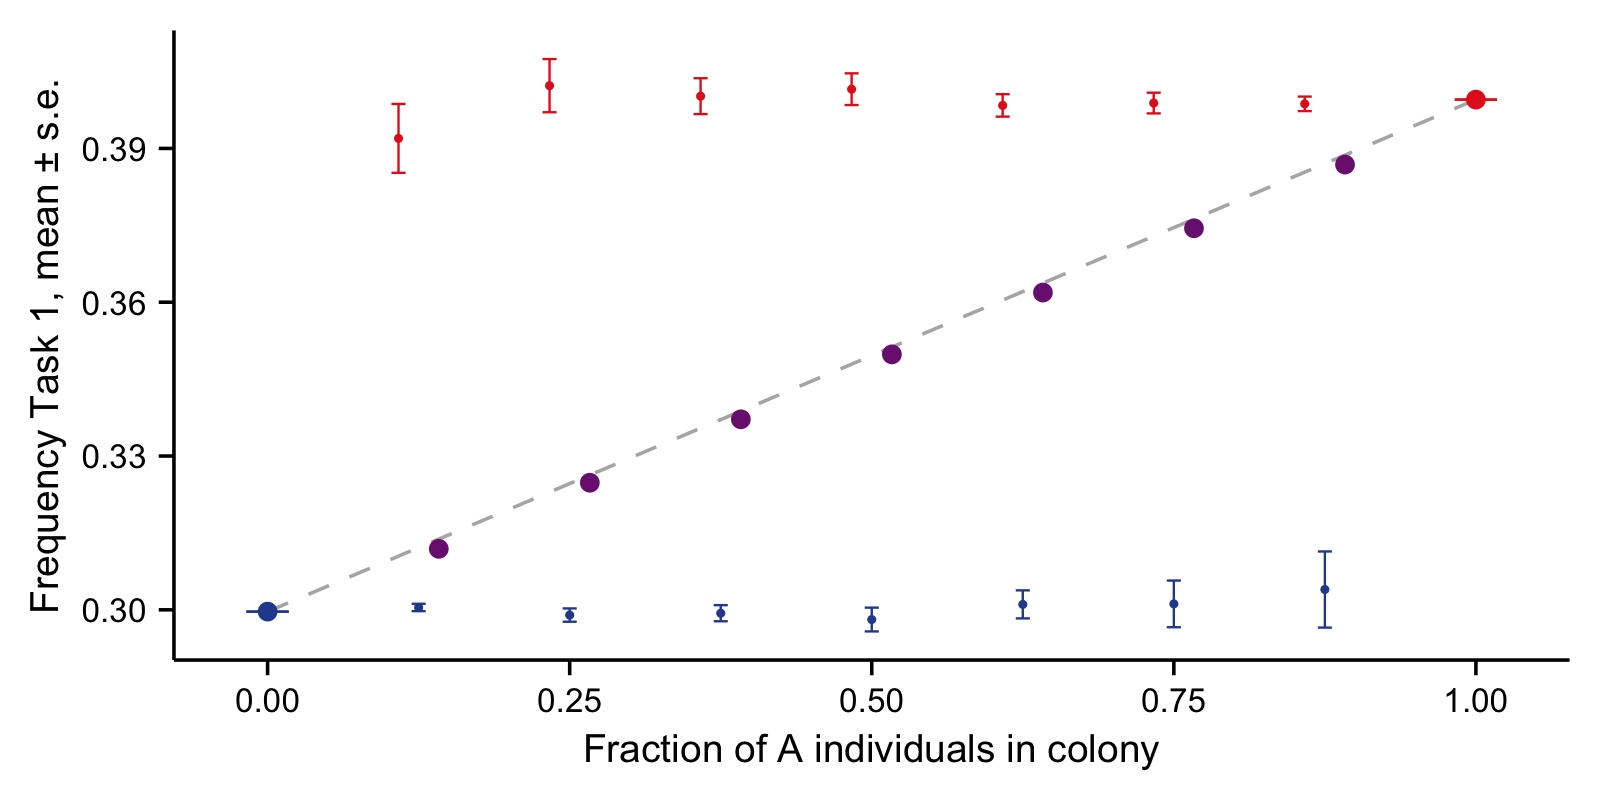 Frequency Task 1, mean ± s.e.
0.39
0.36
0.33
0.30
0.00 0.25 0.50 0.75 1.00
Fraction of A individuals in colony